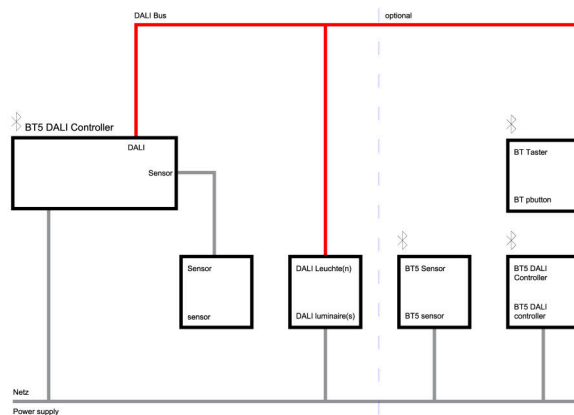 DALI Bus
optional
BT5 DALI Controller
DALI
Sensor
BT Taster
BT pbutton
Sensor
sensor
DALI Leuchte(n)
DALI luminaire(s)
BT5 Sensor
BT5 sensor
BT5 DALI
Controller
BT5 DALI
controller
Netz
Power supply